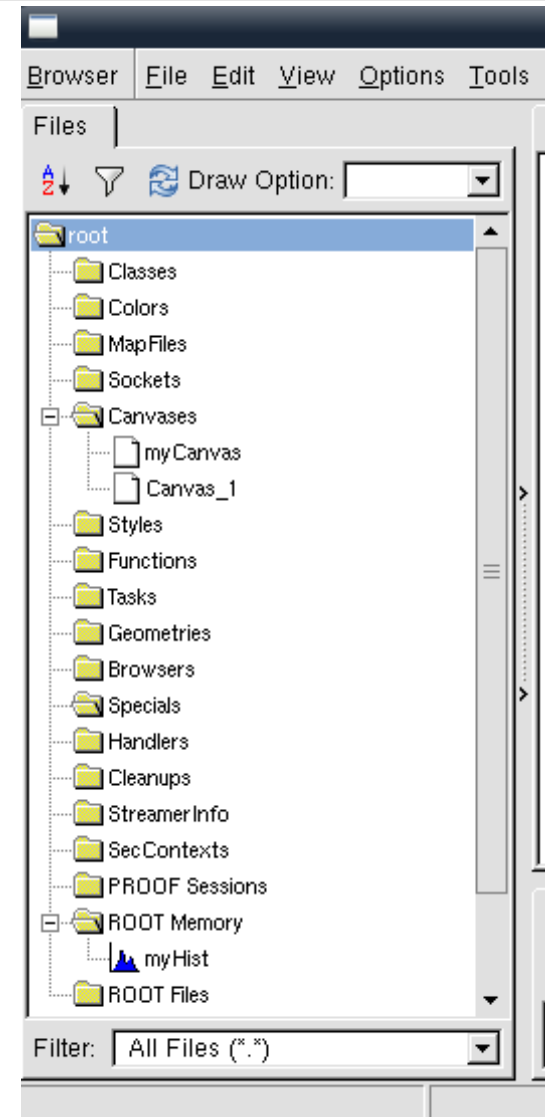 Browser File Edit View Options Tools
Files
AZ Draw Option:
root
Classes
Colors
MapFiles
Sockets
Canvases
myCanvas
Canvas_1
Styles
Functions
Tasks
Geometries
Browsers
Specials
Handlers
Cleanups
StreamerInfo
SecContexts
PROOF Sessions
ROOT Memory
myHist
ROOT Files
Filter: All Files (*.*)